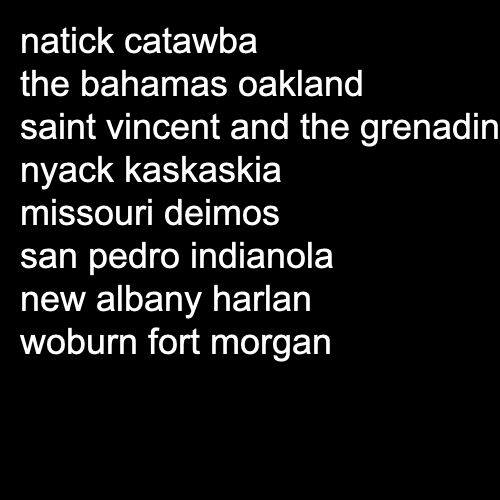 natick catawba
the bahamas oakland
saint vincent and the grenadin
nyack kaskaskia
missouri deimos
san pedro indianola
new albany harlan
woburn fort morgan